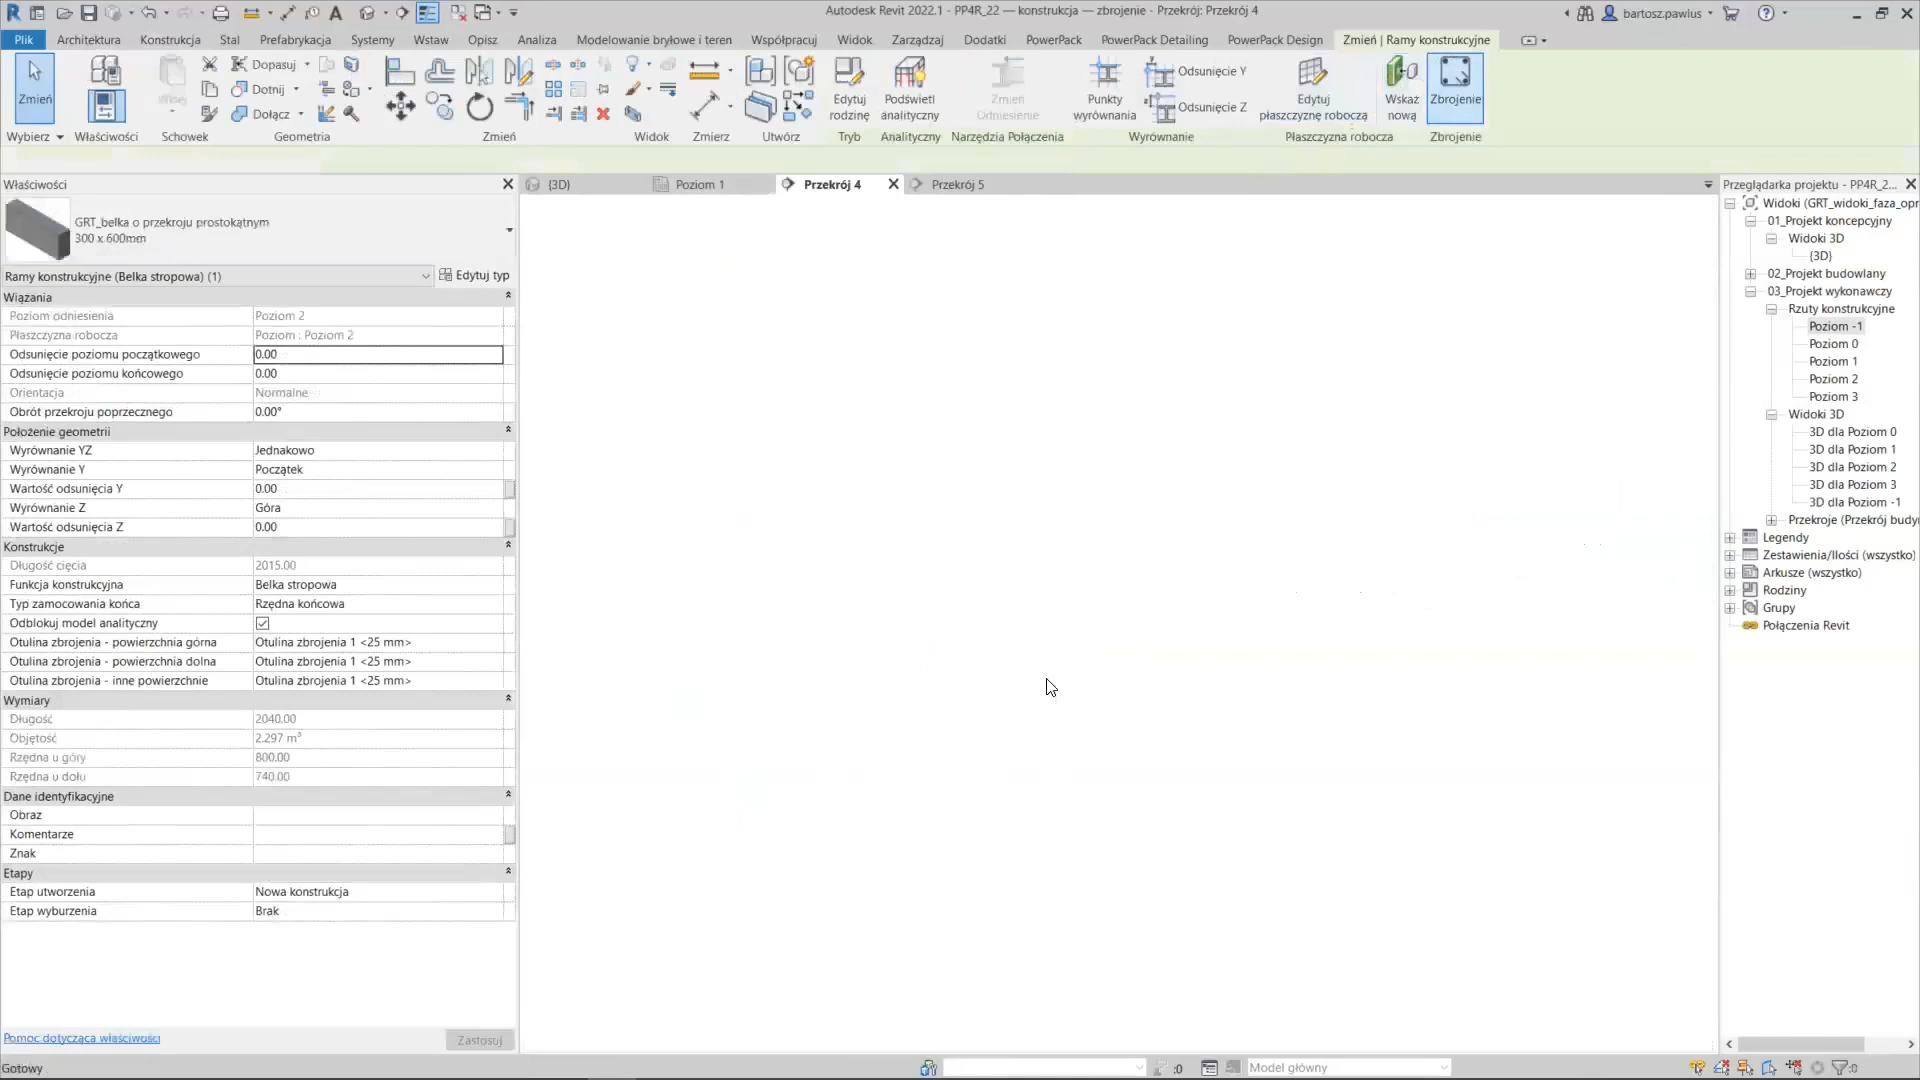 Autodesk Revit 2022.1 - PP4R_22 — konstrukcja — zbrojenie - Przekrój: Przekrój 4
bartosz.pawlus
Plik Architektura Konstrukcja Stal Prefabrykacja Systemy Wstaw Opisz Analiza Modelowanie bryłowe i teren Współpracuj Widok Zarządzaj Dodatki PowerPack PowerPack Detailing PowerPack Design Zmień | Ramy konstrukcyjne
Zmień
Dopasuj
Dotnij
Dołącz
Edytuj rodzinę
Podświetl analityczny
Zmień Odniesienie
Punkty wyrównania
Odsunięcie Y
Odsunięcie Z
Edytuj płaszczyznę roboczą
Wskaż nową
Zbrojenie
Wybierz Właściwości Schowek Geometria Zmień Widok Zmierz Utwórz Tryb Analityczny Narzędzia Połączenia Wyrównanie Płaszczyzna robocza Zbrojenie
Właściwości
{3D} Poziom 1 Przekrój 4 Przekrój 5
GRT_belka o przekroju prostokątnym
300 x 600mm
Ramy konstrukcyjne (Belka stropowa) (1) Edytuj typ
Wiązania
Poziom odniesienia Poziom 2
Płaszczyzna robocza Poziom : Poziom 2
Odsunięcie poziomu początkowego 0.00
Odsunięcie poziomu końcowego 0.00
Orientacja Normalne
Obrót przekroju poprzecznego 0.00°
Położenie geometrii
Wyrównanie YZ Jednakowo
Wyrównanie Y Początek
Wartość odsunięcia Y 0.00
Wyrównanie Z Góra
Wartość odsunięcia Z 0.00
Konstrukcje
Długość cięcia 2015.00
Funkcja konstrukcyjna Belka stropowa
Typ zamocowania końca Rzędna końcowa
Odblokuj model analityczny
Otulina zbrojenia - powierzchnia górna Otulina zbrojenia 1 <25 mm>
Otulina zbrojenia - powierzchnia dolna Otulina zbrojenia 1 <25 mm>
Otulina zbrojenia - inne powierzchnie Otulina zbrojenia 1 <25 mm>
Wymiary
Długość 2040.00
Objętość 2.297 m³
Rzędna u góry 800.00
Rzędna u dołu 740.00
Dane identyfikacyjne
Obraz
Komentarze
Znak
Etapy
Etap utworzenia Nowa konstrukcja
Etap wyburzenia Brak
Pomoc dotycząca właściwości Zastosuj
Przeglądarka projektu - PP4R_2...
Widoki (GRT_widoki_faza_opr
01_Projekt koncepcyjny
Widoki 3D
{3D}
02_Projekt budowlany
03_Projekt wykonawczy
Rzuty konstrukcyjne
Poziom -1
Poziom 0
Poziom 1
Poziom 2
Poziom 3
Widoki 3D
3D dla Poziom 0
3D dla Poziom 1
3D dla Poziom 2
3D dla Poziom 3
3D dla Poziom -1
Przekroje (Przekrój budy
Legendy
Zestawienia/Ilości (wszystko)
Arkusze (wszystko)
Rodziny
Grupy
Połączenia Revit
Gotowy :0 Model główny :0